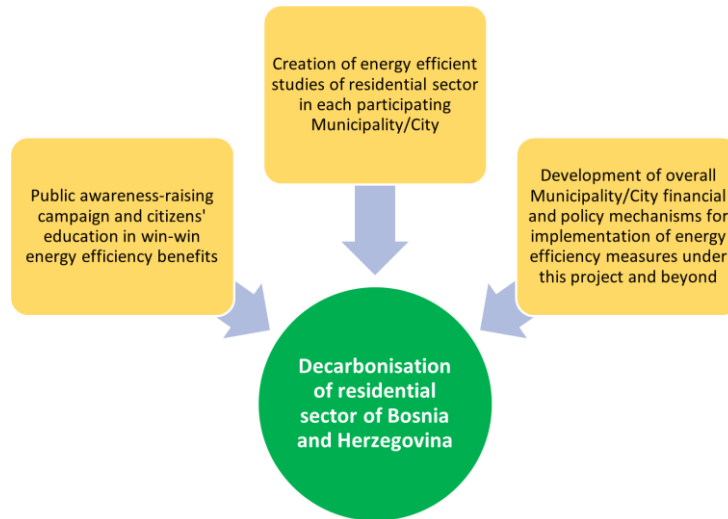 Creation of energy efficient
studies of residential sector
in each participating
Municipality/City
Public awareness-raising
campaign and citizens'
education in win-win
energy efficiency benefits
Development of overall
Municipality/City financial
and policy mechanisms for
implementation of energy
efficiency measures under
this project and beyond
Decarbonisation
of residential
sector of Bosnia
and Herzegovina